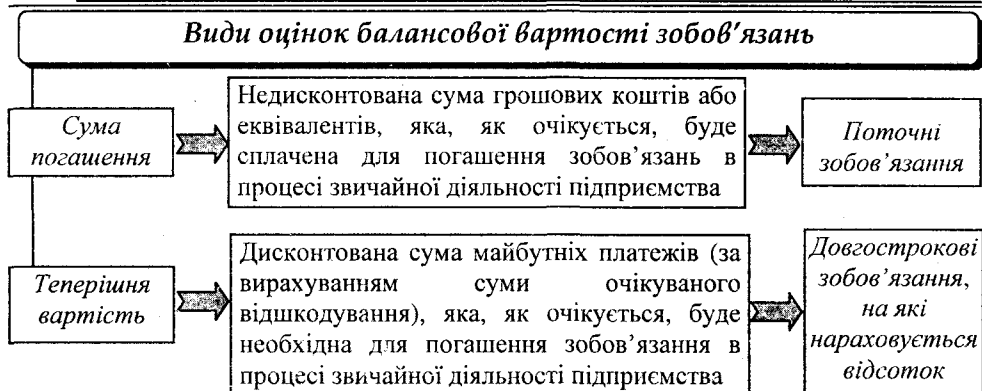 Види оцінок балансової вартості зобов'язань
Сума
погашення
Недисконтована сума грошових коштів або
еквівалентів, яка, як очікується, буде
сплачена для погашення зобов'язань в
процесі звичайної діяльності підприємства
Поточні
зобов'язання
Теперішня
вартість
Дисконтована сума майбутніх платежів (за
вирахуванням суми очікуваного
відшкодування), яка, як очікується, буде
необхідна для погашення зобов'язання в
процесі звичайної діяльності підприємства
Довгострокові
зобов'язання,
на які
нараховується
відсоток